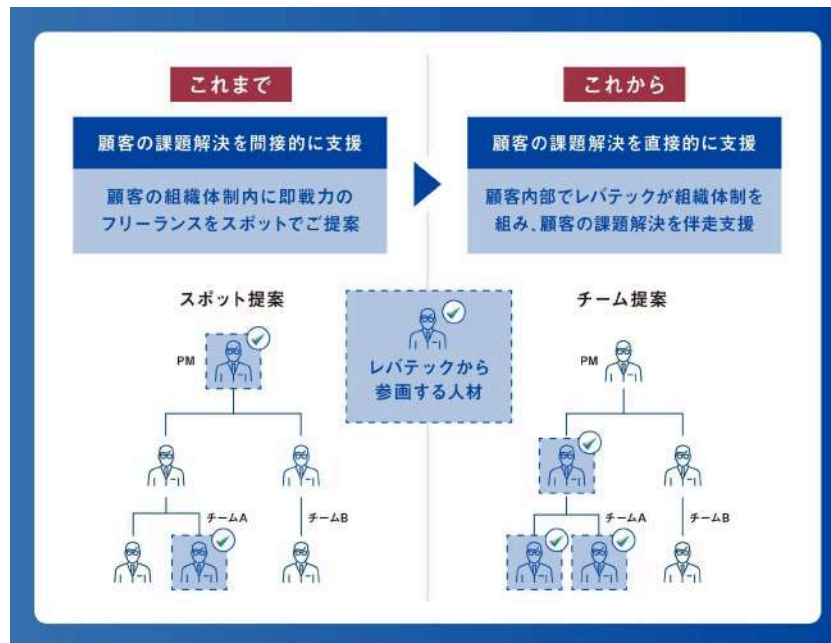 これまで
顧客の課題解決を間接的に支援
顧客の組織体制内に即戦力の
フリーランスをスポットでご提案
スポット提案
PM
チームA
チームB
レバテックから
参画する人材
これから
顧客の課題解決を直接的に支援
顧客内部でレバテックが組織体制を
組み、顧客の課題解決を伴走支援
チーム提案
PM
チームA
チームB